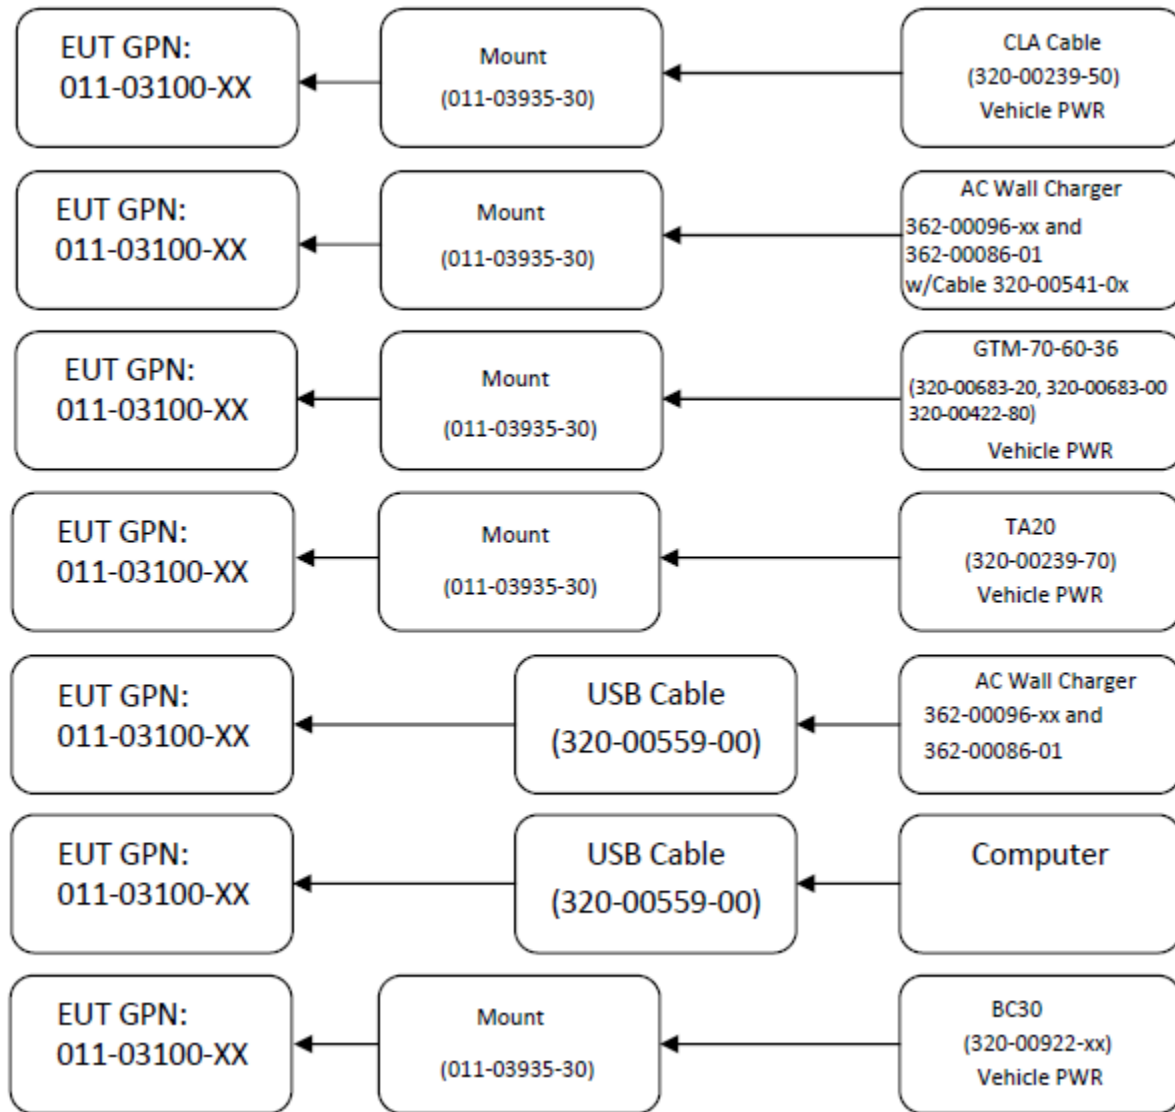 EUT GPN:
011-03100-XX
Mount
(011-03935-30)
CLA Cable
(320-00239-50)
Vehicle PWR
EUT GPN:
011-03100-XX
Mount
(011-03935-30)
AC Wall Charger
362-00096-xx and
362-00086-01
w/Cable 320-00541-0x
EUT GPN:
011-03100-XX
Mount
(011-03935-30)
GTM-70-60-36
(320-00683-20, 320-00683-00
320-00422-80)
Vehicle PWR
EUT GPN:
011-03100-XX
Mount
(011-03935-30)
TA20
(320-00239-70)
Vehicle PWR
EUT GPN:
011-03100-XX
USB Cable
(320-00559-00)
AC Wall Charger
362-00096-xx and
362-00086-01
EUT GPN:
011-03100-XX
USB Cable
(320-00559-00)
Computer
EUT GPN:
011-03100-XX
Mount
(011-03935-30)
BC30
(320-00922-xx)
Vehicle PWR